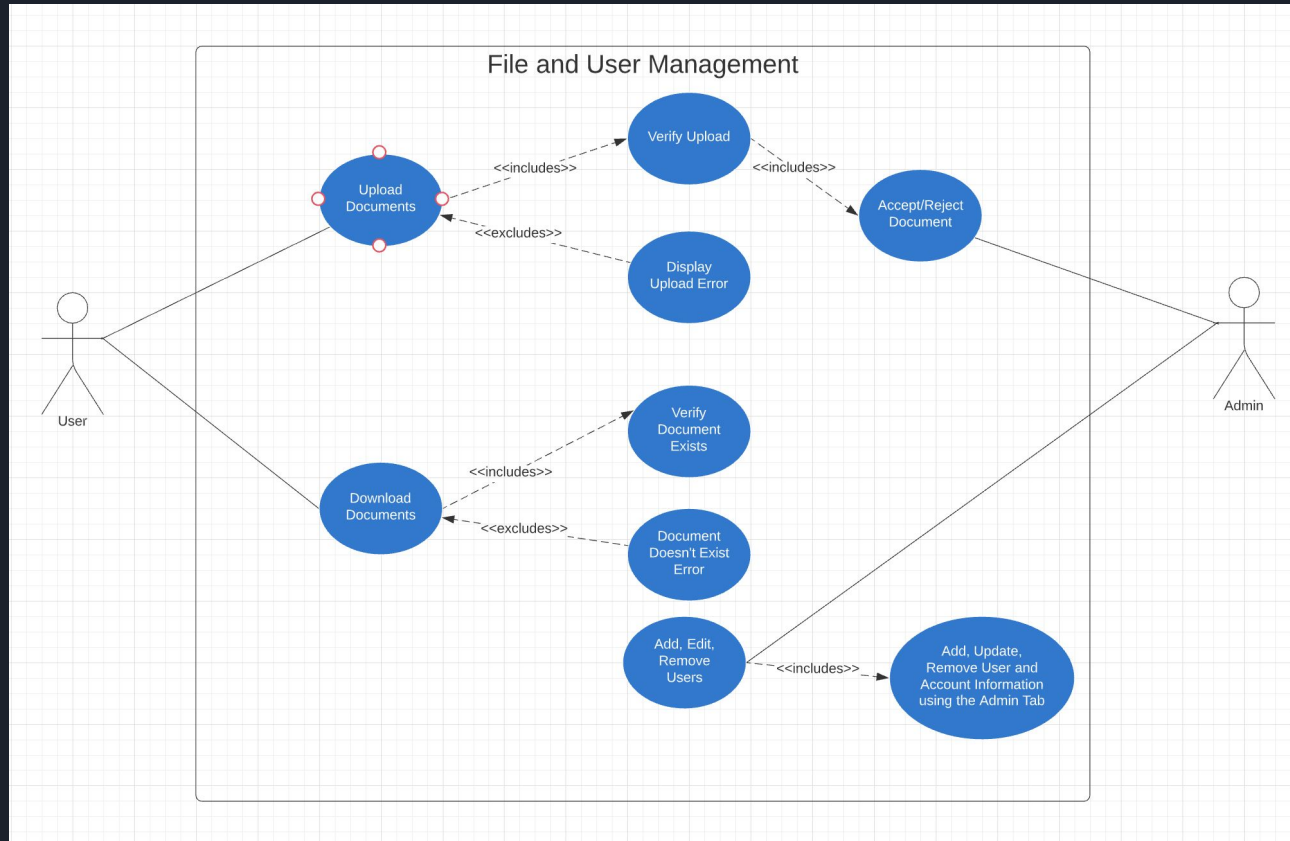 File and User Management
Verify Upload
<<includes>>
<<includes>>
Upload
Documents
Accept/Reject
Document
<<excludes>>
Display
Upload Error
User
Admin
Verify
Document
Exists
<<includes>>
Download
Documents
<<excludes>>
Document
Doesn't Exist
Error
Add, Edit,
Remove
Users
<<includes>>
Add, Update,
Remove User and
Account Information
using the Admin Tab